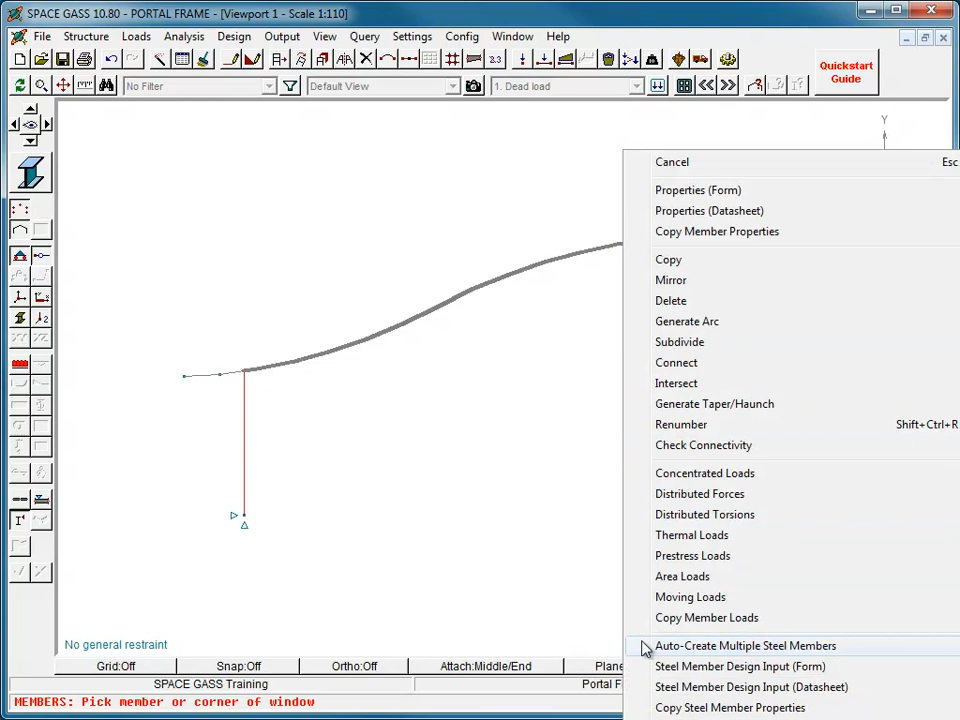 SPACE GASS 10.80 - PORTAL FRAME - [Viewport 1 - Scale 1:110]
File Structure Loads Analysis Design Output View Query Settings Config Window Help
2.3
Quickstart
Guide
No Filter
Default View
1. Dead load
Y
Cancel Esc
Properties (Form)
Properties (Datasheet)
Copy Member Properties
Copy
Mirror
Delete
Generate Arc
Subdivide
Connect
Intersect
Generate Taper/Haunch
Renumber Shift+Ctrl+R
Check Connectivity
Concentrated Loads
Distributed Forces
Distributed Torsions
Thermal Loads
Prestress Loads
Area Loads
Moving Loads
Copy Member Loads
Auto-Create Multiple Steel Members
Steel Member Design Input (Form)
Steel Member Design Input (Datasheet)
Copy Steel Member Properties
No general restraint
Grid:Off Snap:Off Ortho:Off Attach:Middle/End Plane
SPACE GASS Training Portal F
MEMBERS: Pick member or corner of window